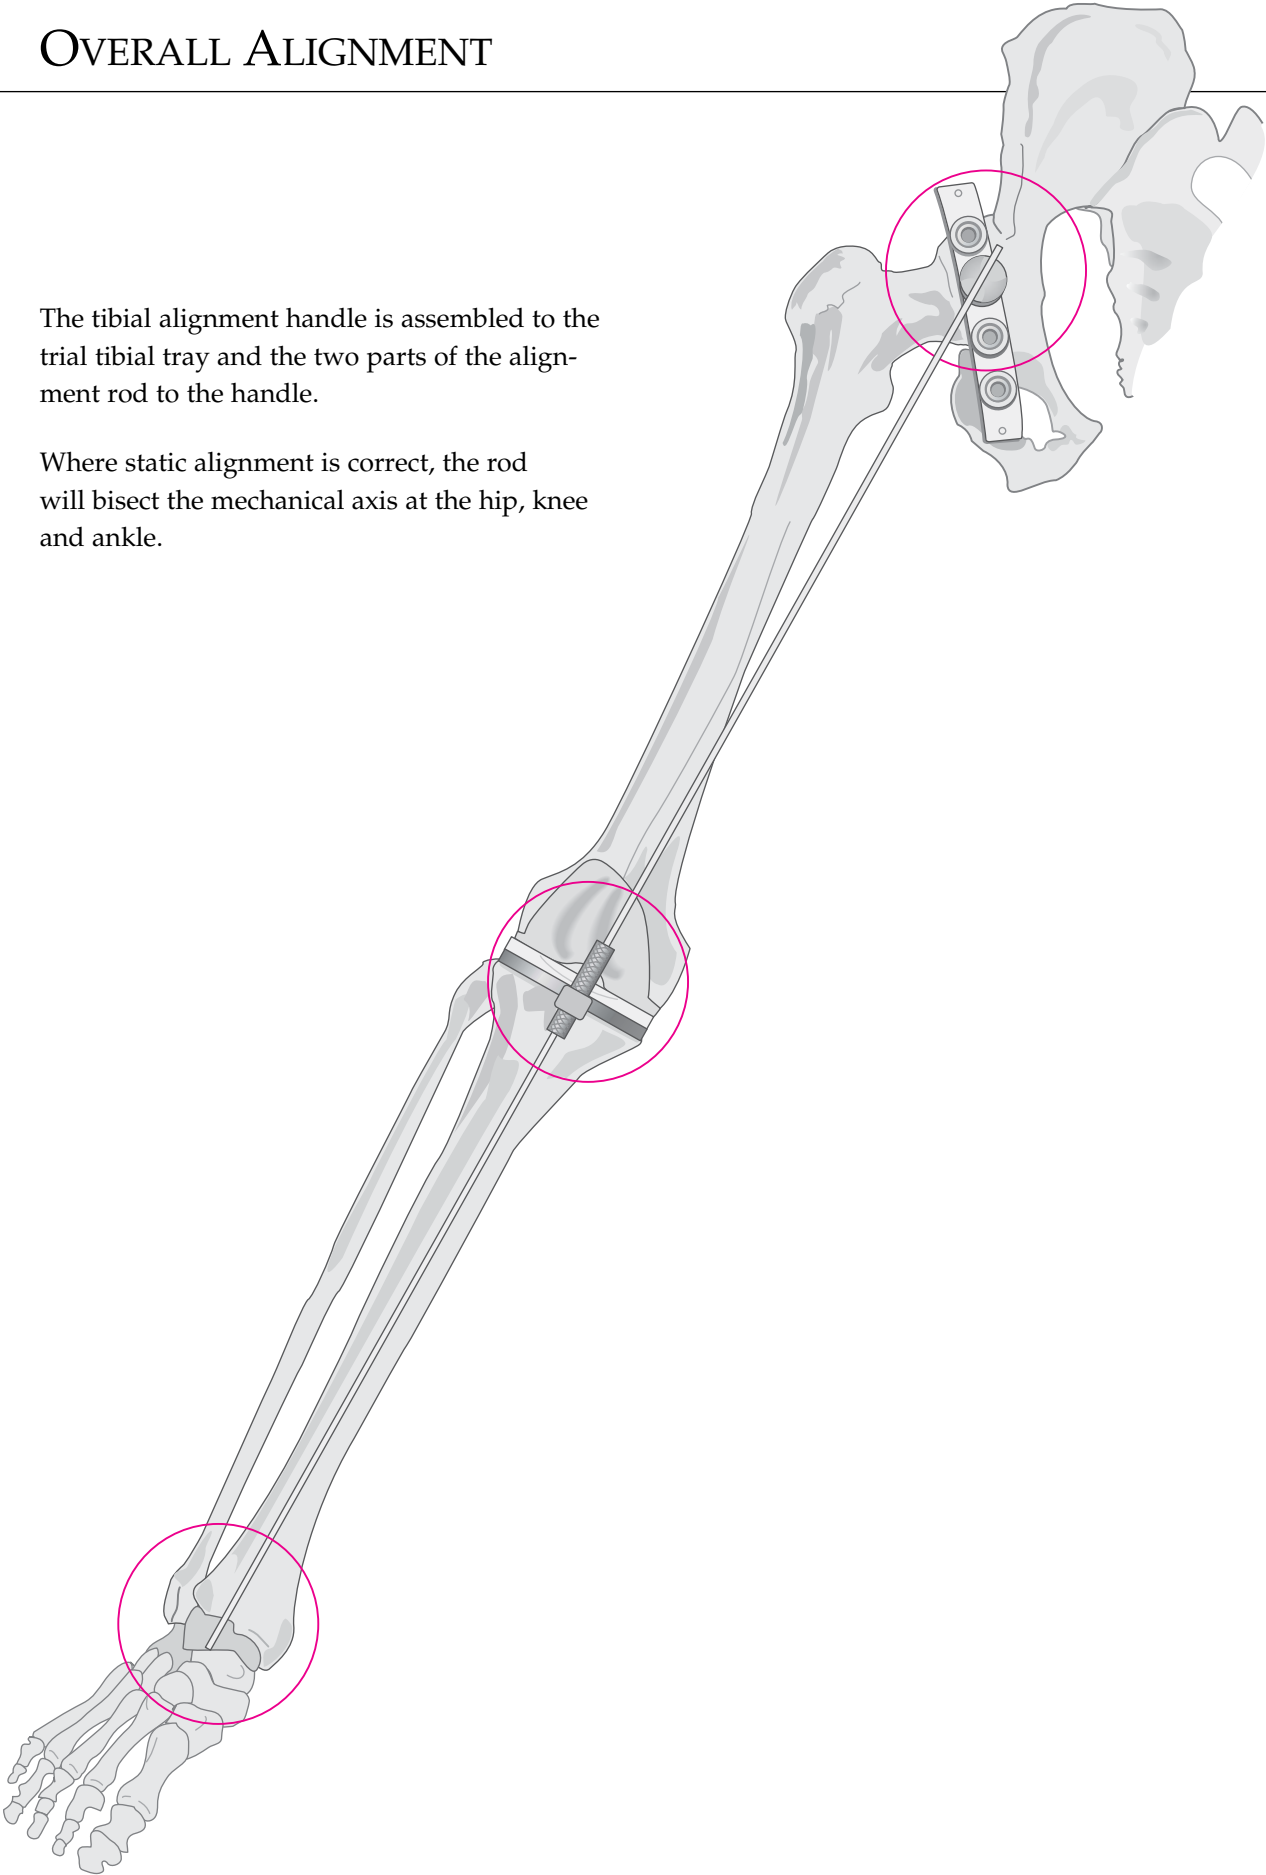 OVERALL ALIGNMENT
The tibial alignment handle is assembled to the
trial tibial tray and the two parts of the align-
ment rod to the handle.
Where static alignment is correct, the rod
will bisect the mechanical axis at the hip, knee
and ankle.